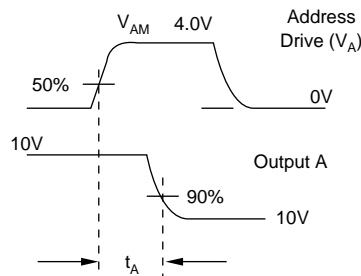 V_AM 4.0V Address
Drive (V_A)
50%
0V
10V
Output A
90%
10V
t_A